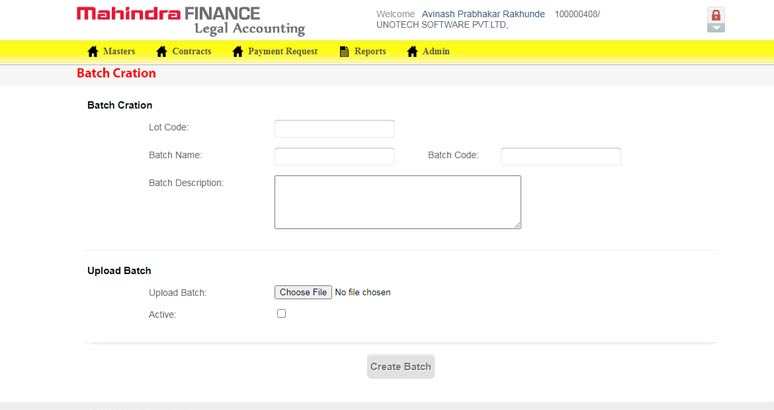 Mahindra FINANCE
Legal Accounting
Welcome Avinash Prabhakar Rakhunde 100000408/
UNOTECH SOFTWARE PVT.LTD,
Masters Contracts Payment Request Reports Admin
Batch Cration
Batch Cration
Lot Code:
Batch Name: Batch Code:
Batch Description:
Upload Batch
Upload Batch: Choose File No file chosen
Active:
Create Batch